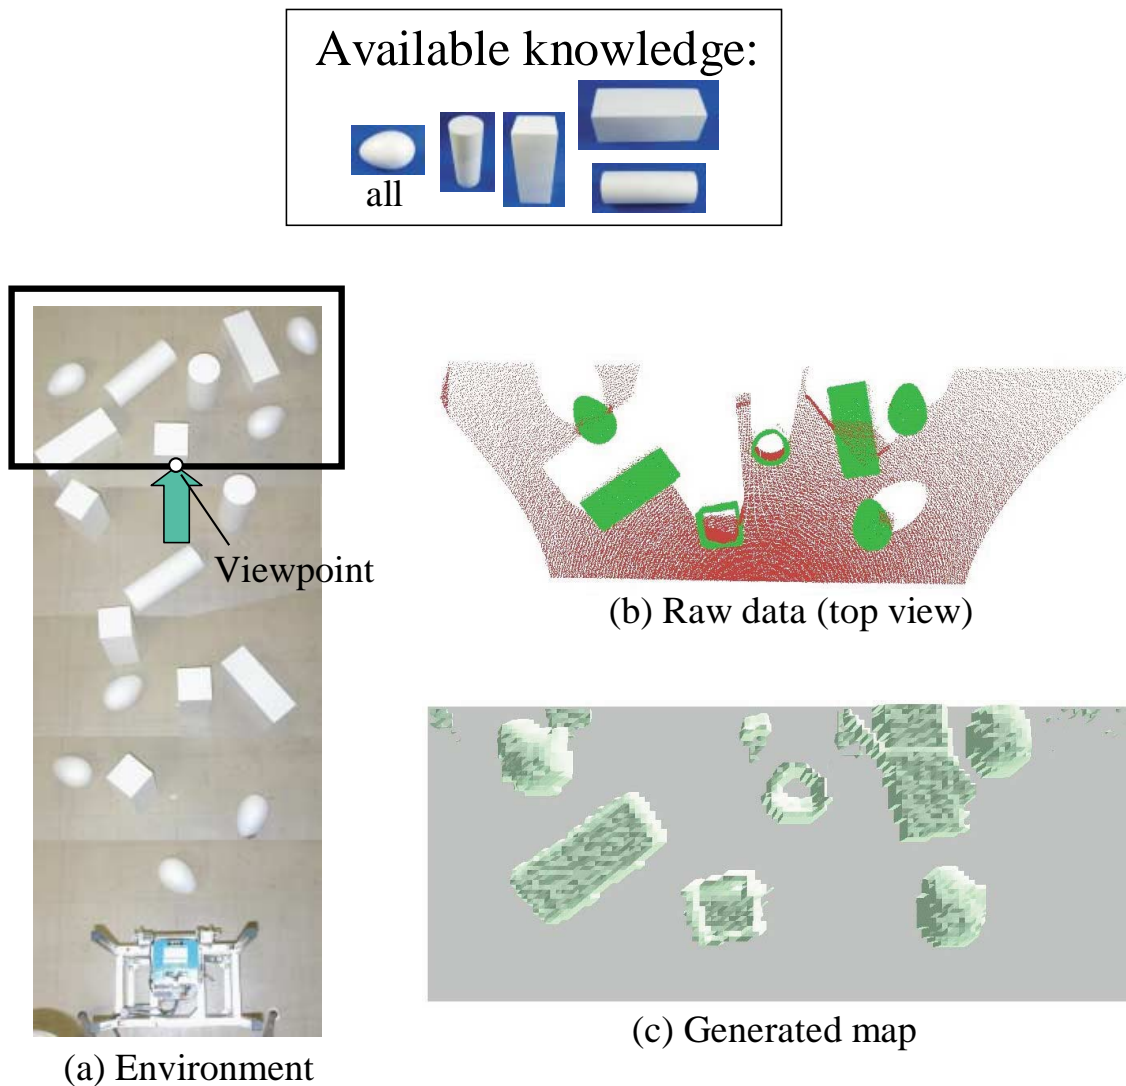 Available knowledge:
all
Viewpoint
(b) Raw data (top view)
(c) Generated map
(a) Environment